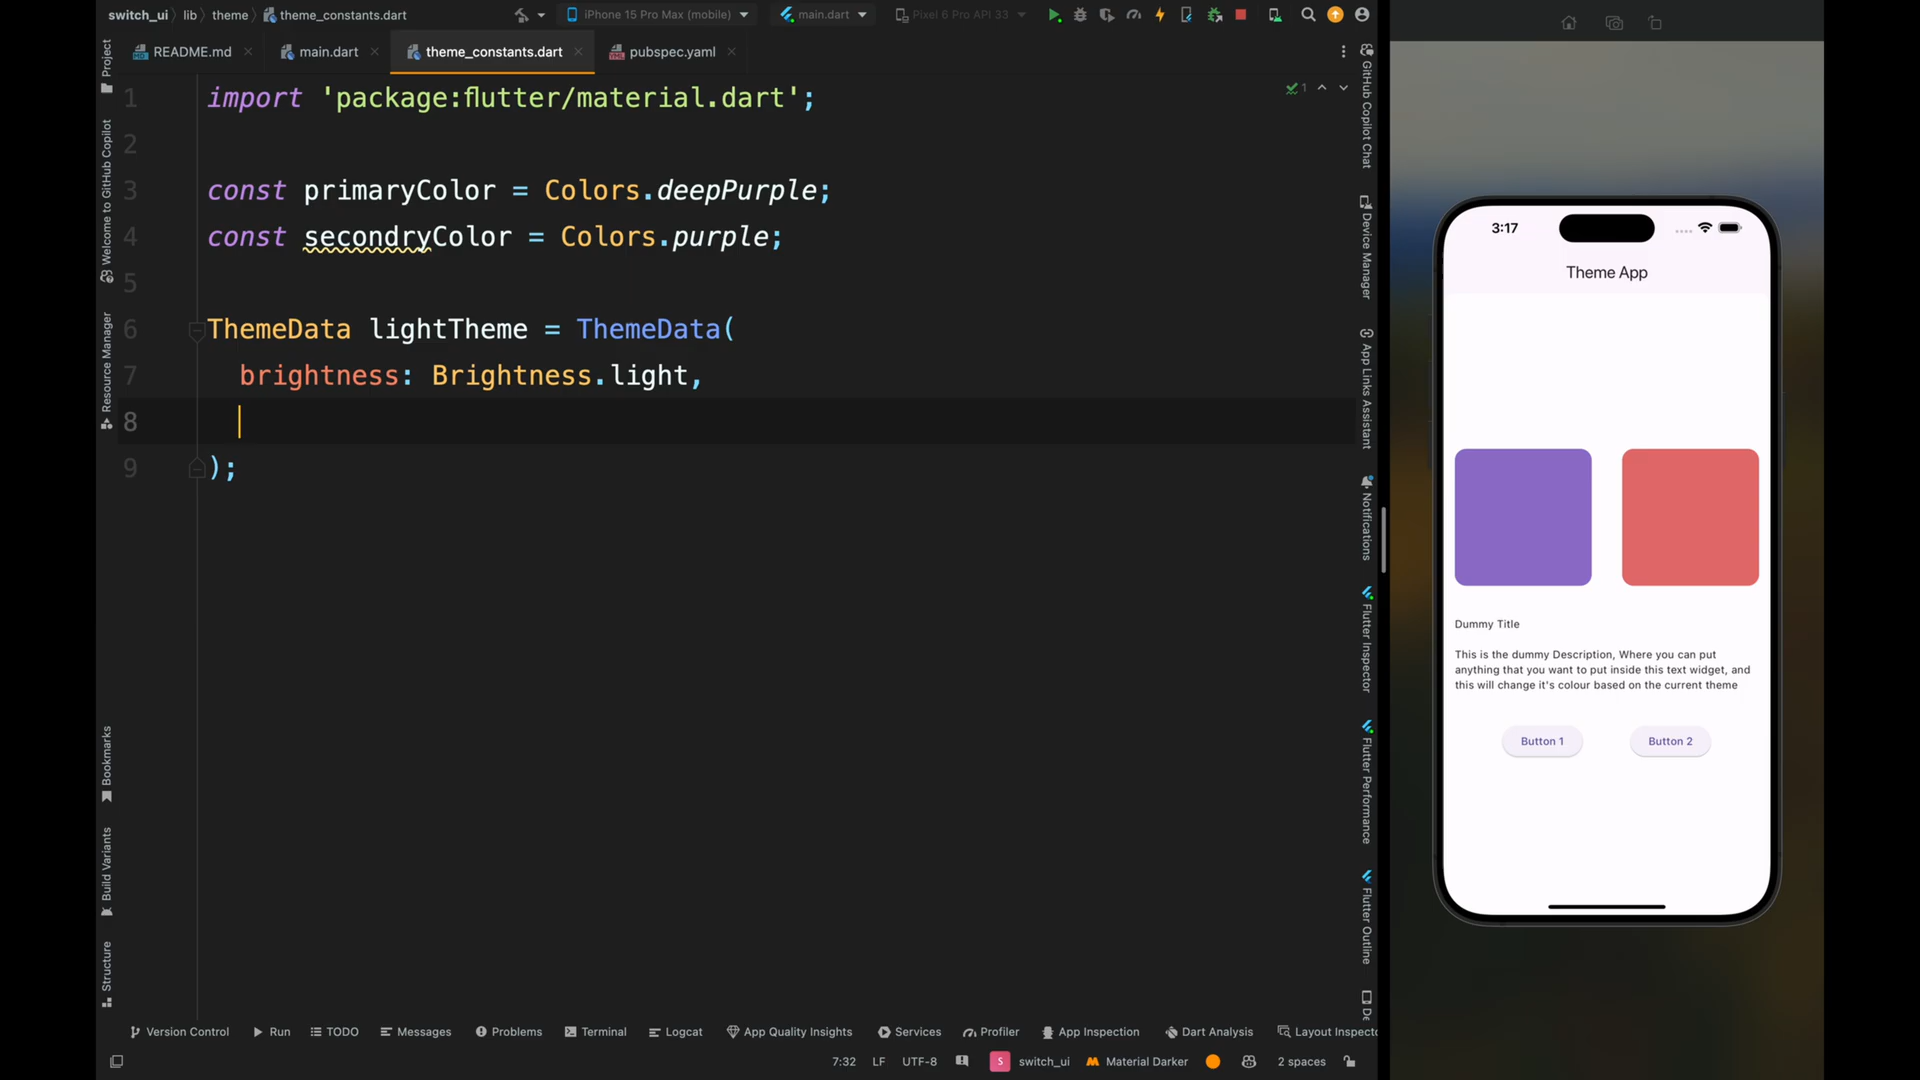 switch_ui lib theme theme_constants.dart iPhone 15 Pro Max (mobile) main.dart Pixel 6 Pro API 33
README.md main.dart theme_constants.dart pubspec.yaml
1 import 'package:flutter/material.dart';
2
3 const primaryColor = Colors.deepPurple;
4 const secondryColor = Colors.purple;
5
6 ThemeData lightTheme = ThemeData(
7 brightness: Brightness.light,
8
9 );
1
Project
Welcome to GitHub Copilot
Resource Manager
Bookmarks
Build Variants
Structure
GitHub Copilot Chat
Device Manager
App Links Assistant
Notifications
Flutter Inspector
Flutter Performance
Flutter Outline
Version Control Run TODO Messages Problems Terminal Logcat App Quality Insights Services Profiler App Inspection Dart Analysis Layout Inspecto
7:32 LF UTF-8 S switch_ui Material Darker 2 spaces
3:17
Theme App
Dummy Title
This is the dummy Description, Where you can put
anything that you want to put inside this text widget, and
this will change it's colour based on the current theme
Button 1 Button 2